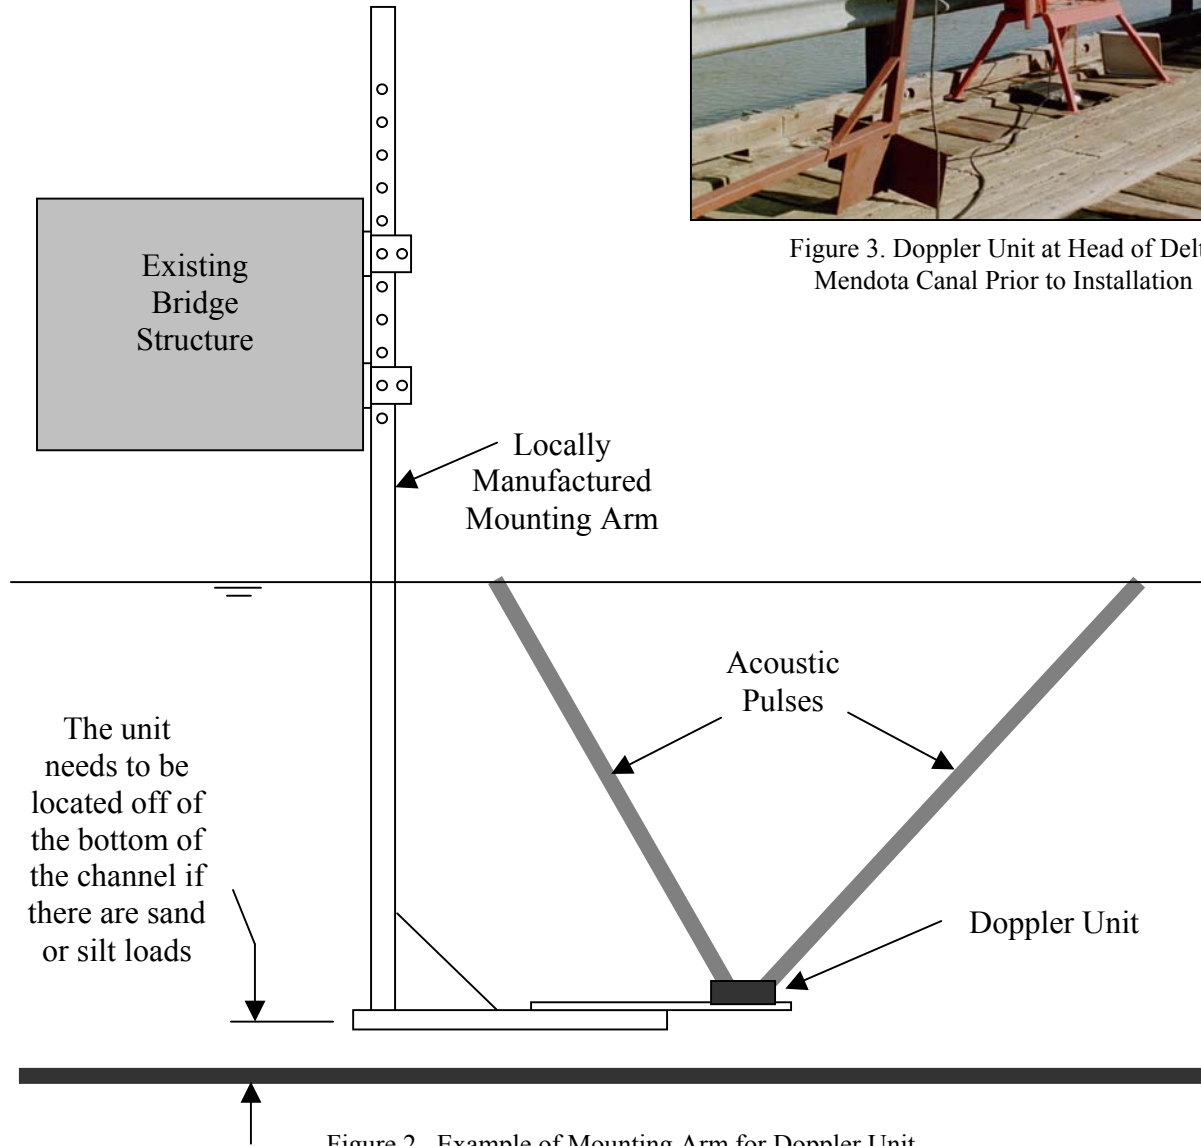 Figure 3. Doppler Unit at Head of Delt
Mendota Canal Prior to Installation
Existing
Bridge
Structure
Locally
Manufactured
Mounting Arm
Acoustic
Pulses
The unit
needs to be
located off of
the bottom of
the channel if
there are sand
or silt loads
Doppler Unit
Figure 2. Example of Mounting Arm for Doppler Unit